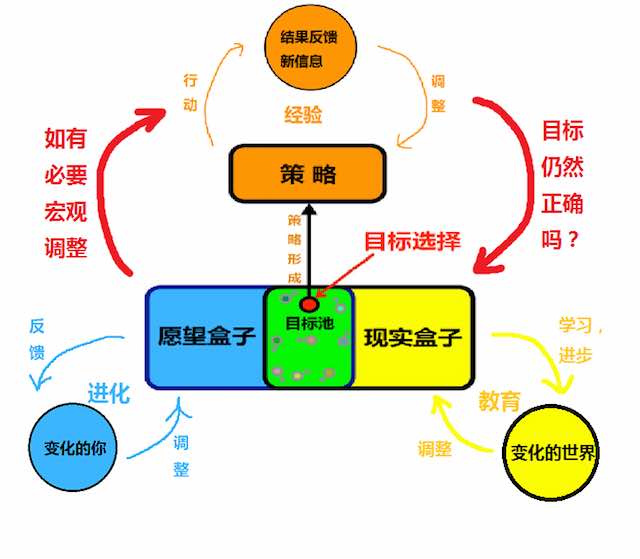 结果反馈
新信息
行动
调整
经验
策 略
如有
必要
宏观
调整
目标
仍然
正确
吗？
策略形成
目标选择
愿望盒子
目标池
现实盒子
反馈
进化
变化的你
调整
学习，
进步
教育
调整
变化的世界